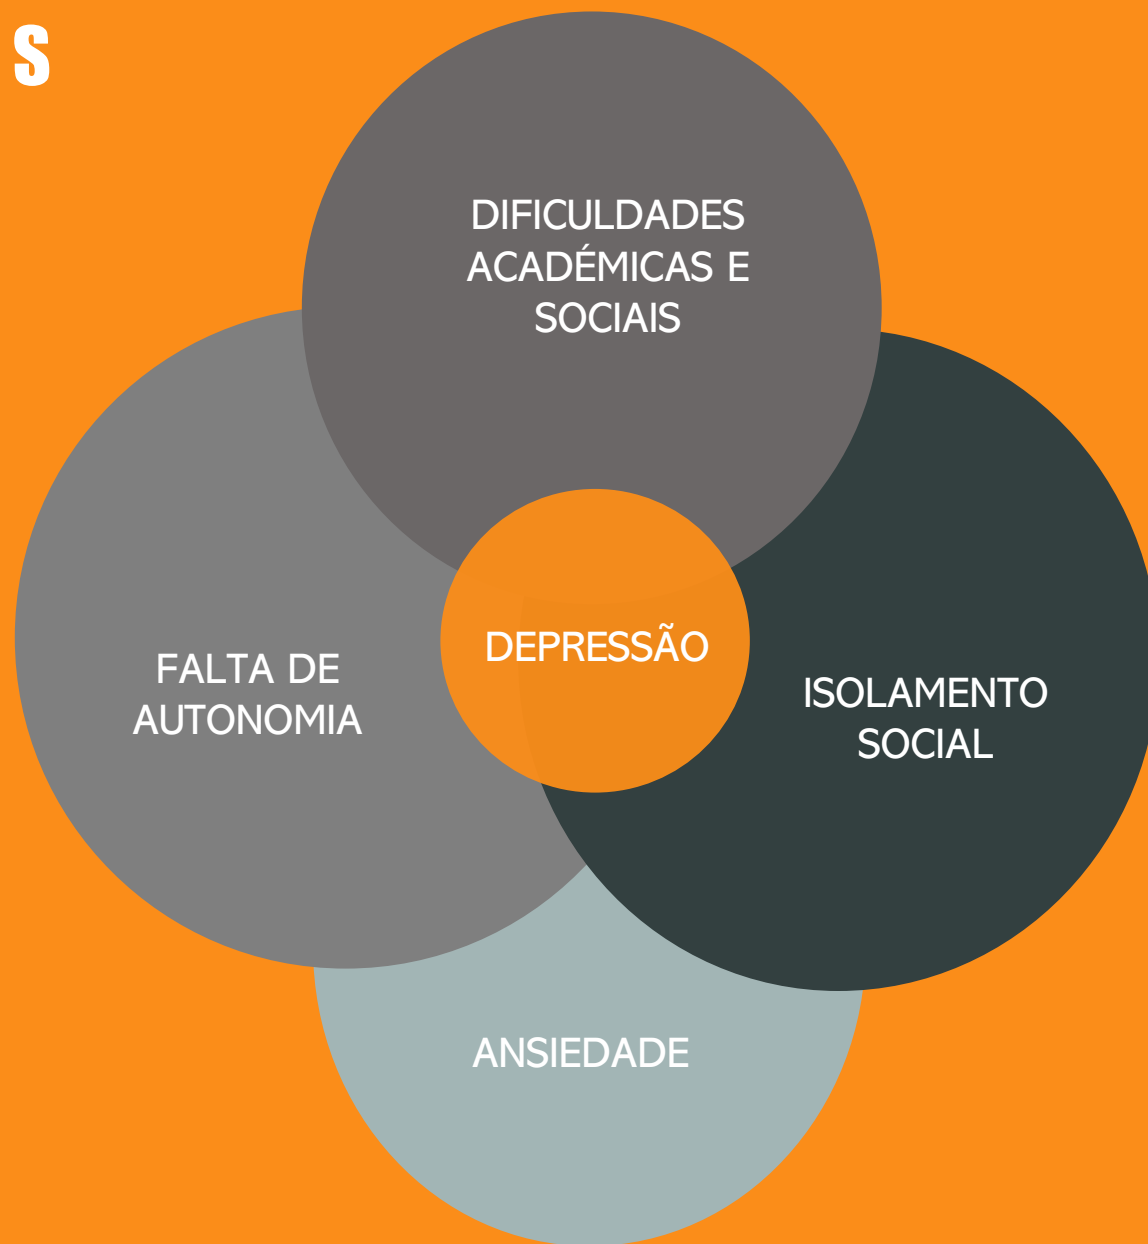 S
DIFICULDADES
ACADÉMICAS E
SOCIAIS
DEPRESSÃO
FALTA DE
AUTONOMIA
ISOLAMENTO
SOCIAL
ANSIEDADE